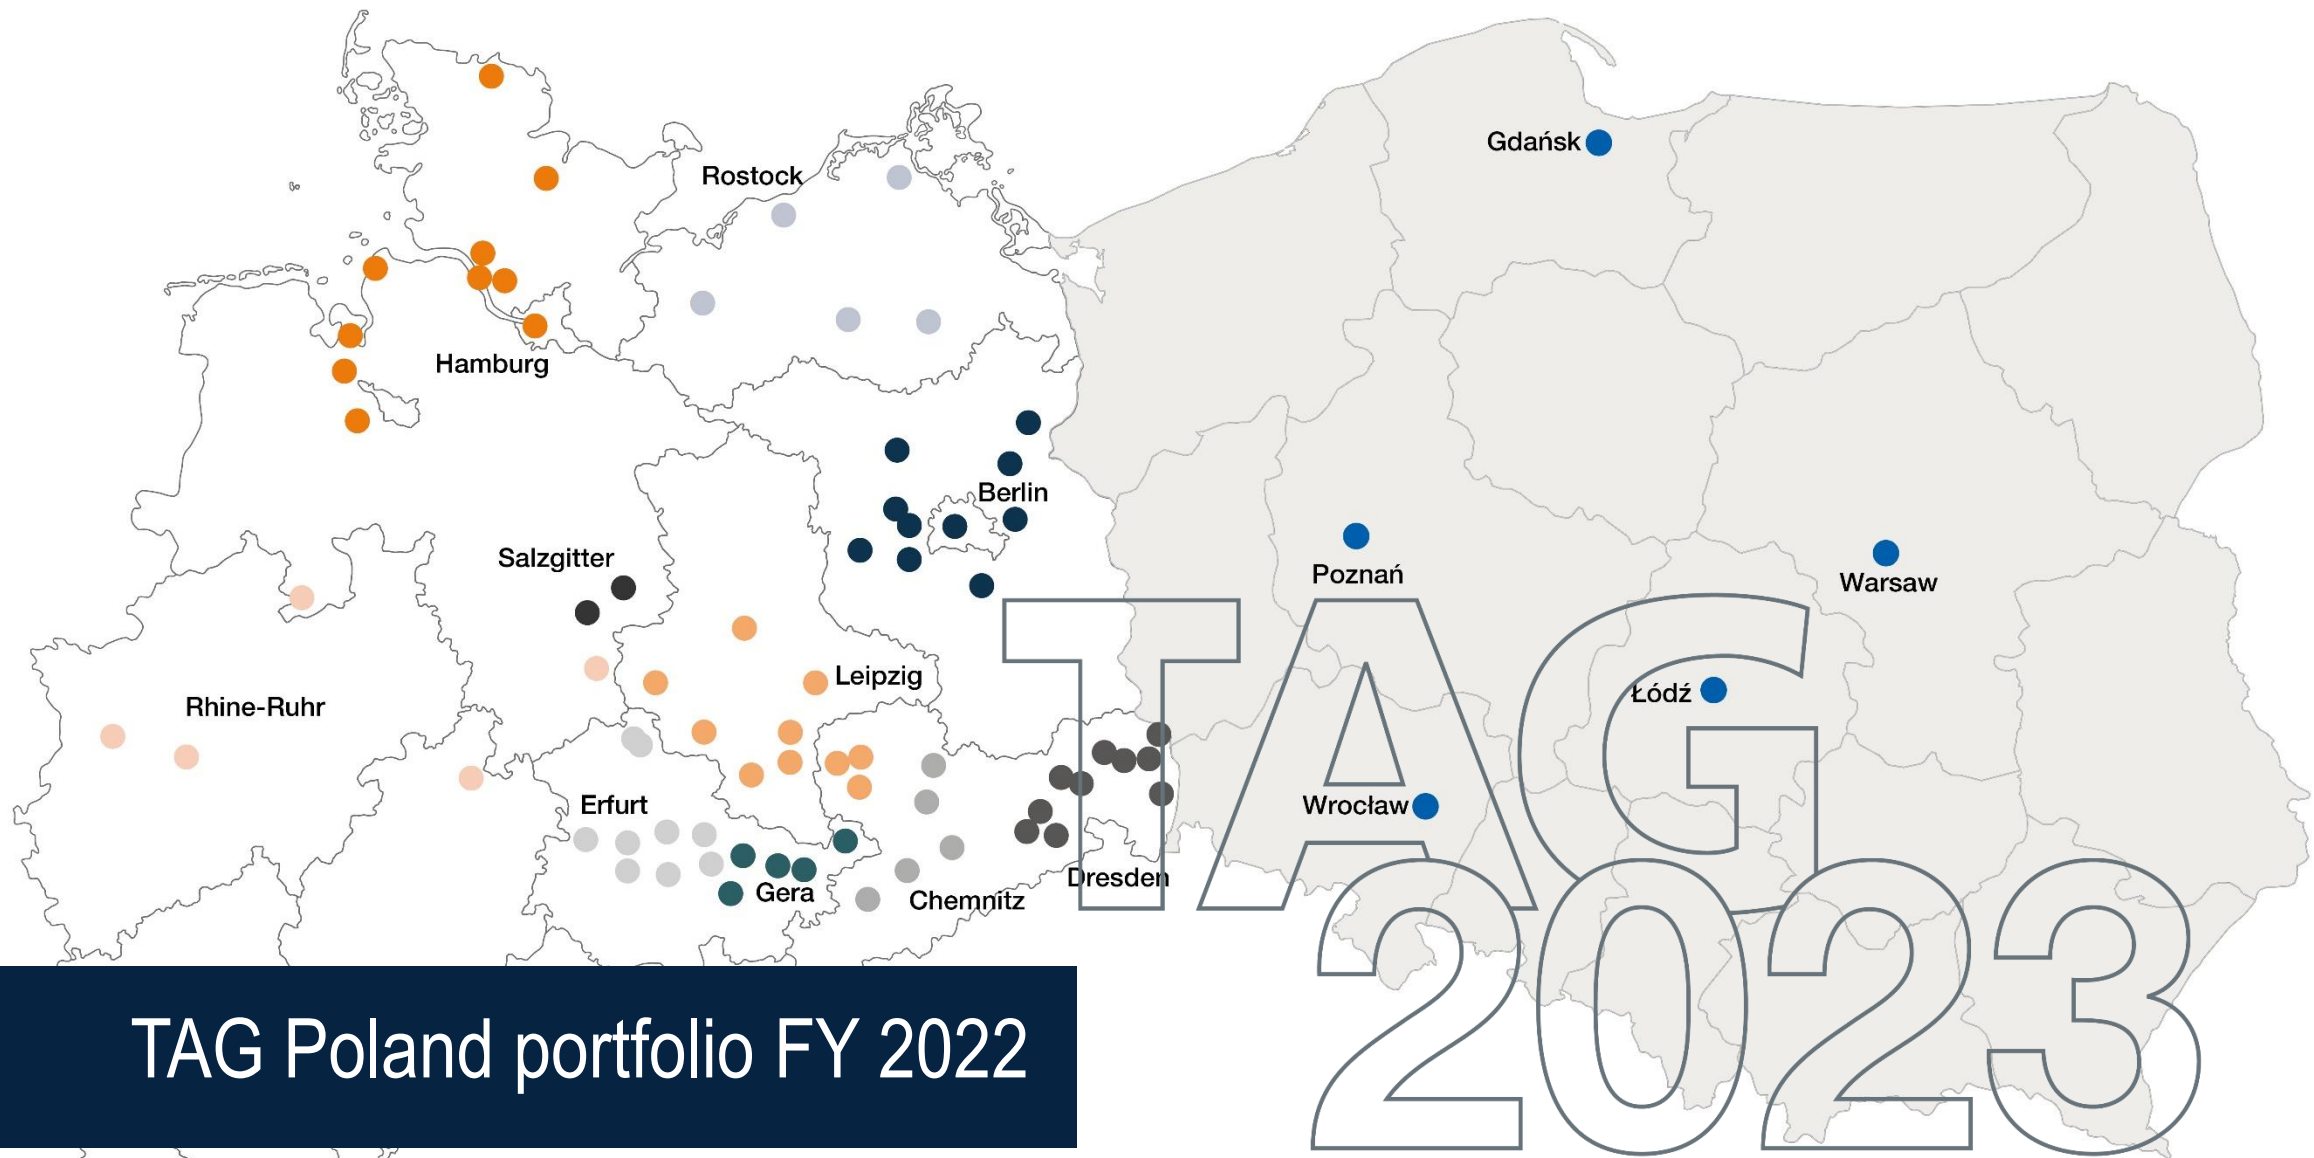 Gdańsk
Rostock
Hamburg
Berlin
Salzgitter
Poznań
Warsaw
Leipzig
Łódź
Rhine-Ruhr
Erfurt
Wrocław
Dresden
Gera
Chemnitz
TAG
2023
TAG Poland portfolio FY 2022